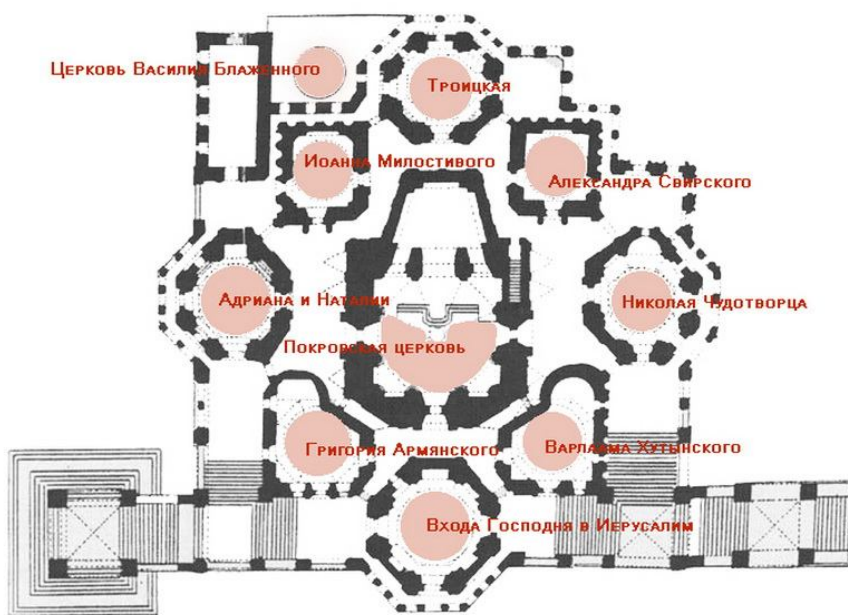 Церковь Василия Блаженного
Троицкая
Иоанна Милостивого
Александра Свирского
Адриана и Наталии
Николая Чудотворца
Покровская церковь
Григория Армянского
Варлаама Хутынского
Входа Господня в Иерусалим